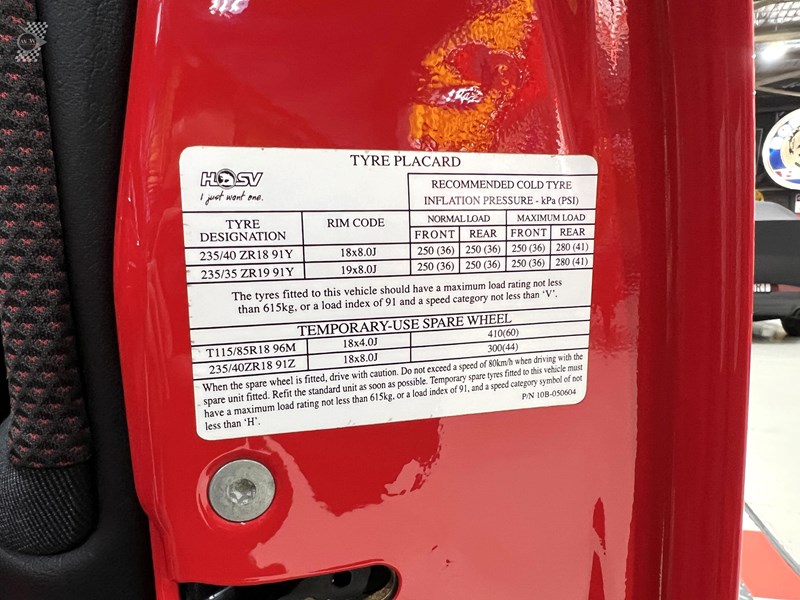 TYRE PLACARD
HSV
I just want one.
RECOMMENDED COLD TYRE
INFLATION PRESSURE - kPa (PSI)
TYRE DESIGNATION RIM CODE NORMAL LOAD MAXIMUM LOAD
FRONT REAR FRONT REAR
235/40 ZR18 91Y 18x8.0J 250 (36) 250 (36) 250 (36) 280 (41)
235/35 ZR19 91Y 19x8.0J 250 (36) 250 (36) 250 (36) 280 (41)
The tyres fitted to this vehicle should have a maximum load rating not less
than 615kg, or a load index of 91 and a speed category not less than ‘V’.
TEMPORARY-USE SPARE WHEEL
T115/85R18 96M 18x4.0J 410(60)
235/40ZR18 91Z 18x8.0J 300(44)
When the spare wheel is fitted, drive with caution. Do not exceed a speed of 80km/h when driving with the
spare unit fitted. Refit the standard unit as soon as possible. Temporary spare tyres fitted to this vehicle must
have a maximum load rating not less than 615kg, or a load index of 91, and a speed category symbol of not
less than ‘H’.
P/N 10B-050604